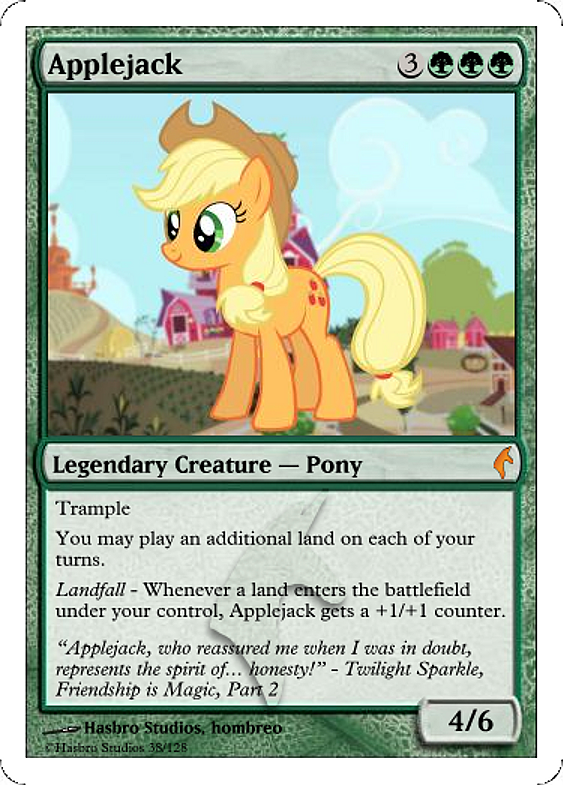 Applejack 3
Legendary Creature — Pony
Trample
You may play an additional land on each of your
turns.
Landfall - Whenever a land enters the battlefield
under your control, Applejack gets a +1/+1 counter.
“Applejack, who reassured me when I was in doubt,
represents the spirit of... honesty!” - Twilight Sparkle,
Friendship is Magic, Part 2
4/6
Hasbro Studios, hombreo
©Hasbro Studios 38/128